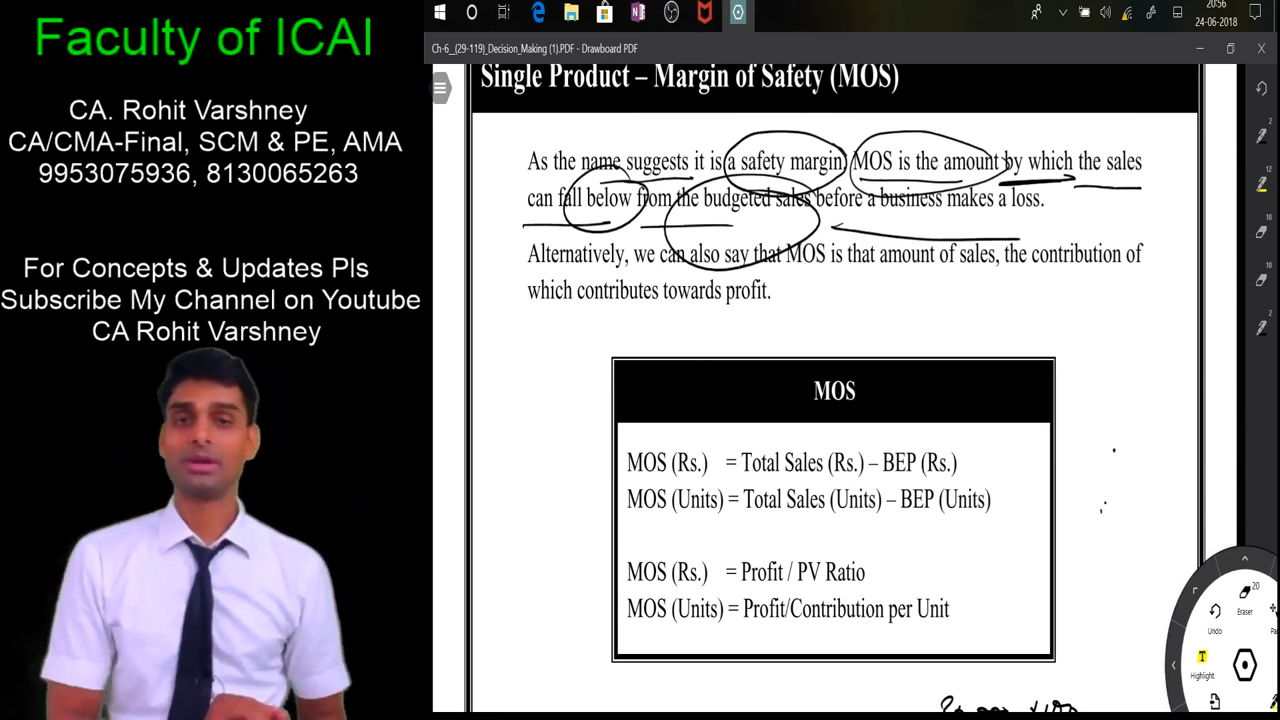 Faculty of ICAI
CA. Rohit Varshney
CA/CMA-Final, SCM & PE, AMA
9953075936, 8130065263
For Concepts & Updates Pls
Subscribe My Channel on Youtube
CA Rohit Varshney
20:56
24-06-2018
Ch-6__(29-119)_Decision_Making (1).PDF - Drawboard PDF
Single Product – Margin of Safety (MOS)
As the name suggests it is a safety margin. MOS is the amount by which the sales
can fall below from the budgeted sales before a business makes a loss.
Alternatively, we can also say that MOS is that amount of sales, the contribution of
which contributes towards profit.
MOS
MOS (Rs.) = Total Sales (Rs.) – BEP (Rs.)
MOS (Units) = Total Sales (Units) – BEP (Units)
MOS (Rs.) = Profit / PV Ratio
MOS (Units) = Profit/Contribution per Unit
20
Eraser
Undo
Highlight